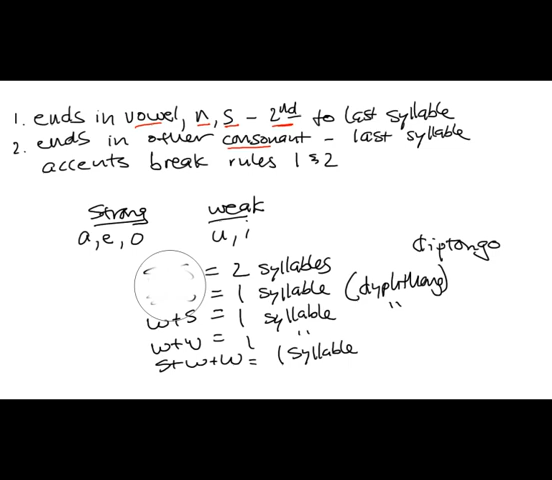 1. ends in vowel, n, s - 2nd to last syllable
2. ends in other consonant - last syllable
accents break rules 1 & 2
Strong weak
a, e, o u, i
diptongo
= 2 syllables
= 1 syllable (dyphthong)
w+s = 1 syllable "
w+w = 1 "
s+w+w = 1 syllable